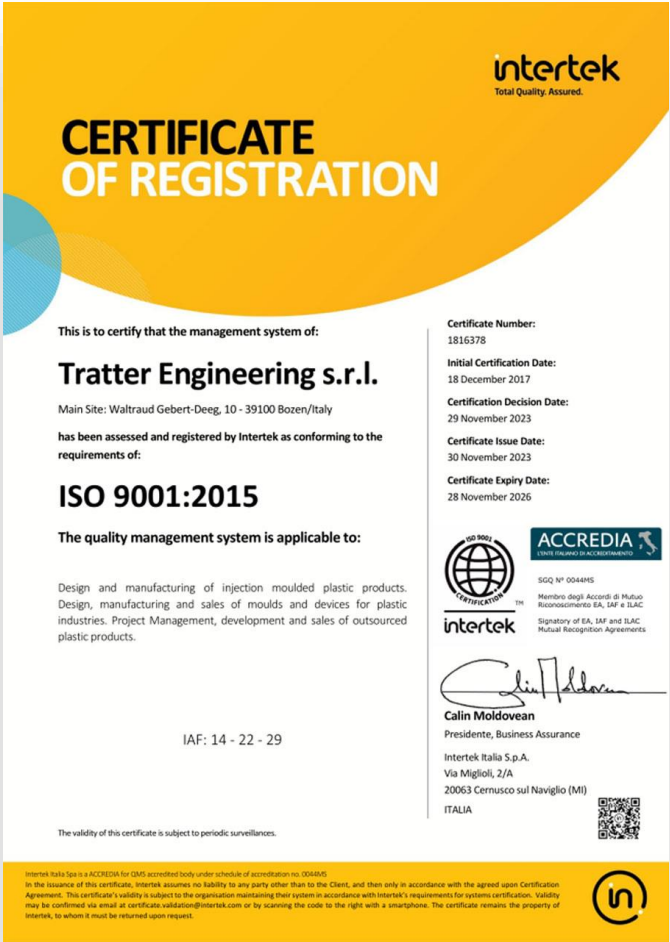 intertek
Total Quality. Assured.
CERTIFICATE
OF REGISTRATION
This is to certify that the management system of:
Tratter Engineering s.r.l.
Main Site: Waltraud Gebert-Deeg, 10 - 39100 Bozen/Italy
has been assessed and registered by Intertek as conforming to the
requirements of:
ISO 9001:2015
The quality management system is applicable to:
Design and manufacturing of injection moulded plastic products.
Design, manufacturing and sales of moulds and devices for plastic
industries. Project Management, development and sales of outsourced
plastic products.
IAF: 14 - 22 - 29
The validity of this certificate is subject to periodic surveillances.
Certificate Number:
1816378
Initial Certification Date:
18 December 2017
Certification Decision Date:
29 November 2023
Certificate Issue Date:
30 November 2023
Certificate Expiry Date:
28 November 2026
ISO 9001
CERTIFICATION
TM
intertek
ACCREDIA
L'ENTE ITALIANO DI ACCREDITAMENTO
SGQ N° 0044MS
Membro degli Accordi di Mutuo
Riconoscimento EA, IAF e ILAC
Signatory of EA, IAF and ILAC
Mutual Recognition Agreements
Calin Moldovean
Calin Moldovean
Presidente, Business Assurance
Intertek Italia S.p.A.
Via Miglioli, 2/A
20063 Cernusco sul Naviglio (MI)
ITALIA
Intertek Italia Spa is a ACCREDIA for QMS accredited body under schedule of accreditation no. 0044MS
In the issuance of this certificate, Intertek assumes no liability to any party other than to the Client, and then only in accordance with the agreed upon Certification
Agreement. This certificate's validity is subject to the organisation maintaining their system in accordance with Intertek's requirements for systems certification. Validity
may be confirmed via email at certificate.validation@intertek.com or by scanning the code to the right with a smartphone. The certificate remains the property of
Intertek, to whom it must be returned upon request.
in